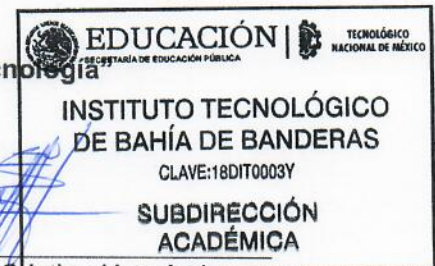 EDUCACIÓN
SECRETARÍA DE EDUCACIÓN PÚBLICA
TECNOLÓGICO
NACIONAL DE MÉXICO
INSTITUTO TECNOLÓGICO
DE BAHÍA DE BANDERAS
CLAVE:18DIT0003Y
SUBDIRECCIÓN
ACADÉMICA